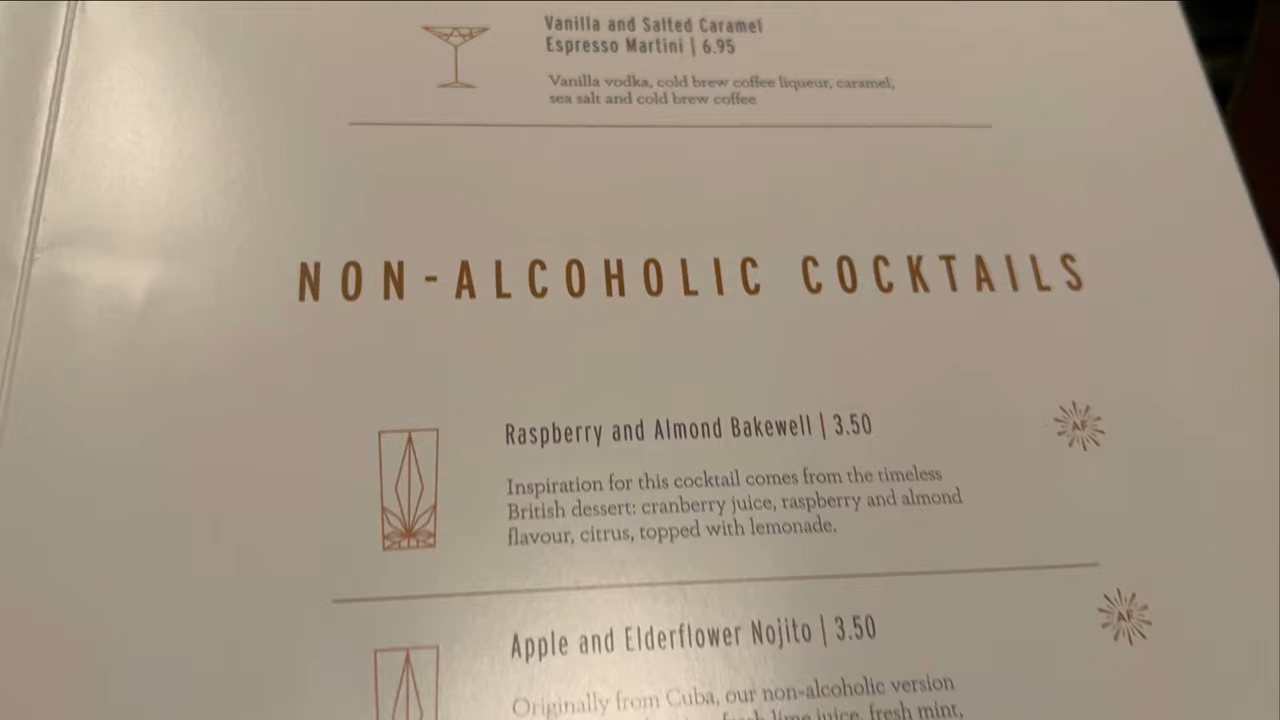 Vanilla and Salted Caramel
Espresso Martini | 6.95
Vanilla vodka, cold brew coffee liqueur, caramel,
sea salt and cold brew coffee
NON-ALCOHOLIC COCKTAILS
Raspberry and Almond Bakewell | 3.50
AF
Inspiration for this cocktail comes from the timeless
British dessert: cranberry juice, raspberry and almond
flavour, citrus, topped with lemonade.
Apple and Elderflower Nojito | 3.50
AF
Originally from Cuba, our non-alcoholic version
fresh lime juice, fresh mint,